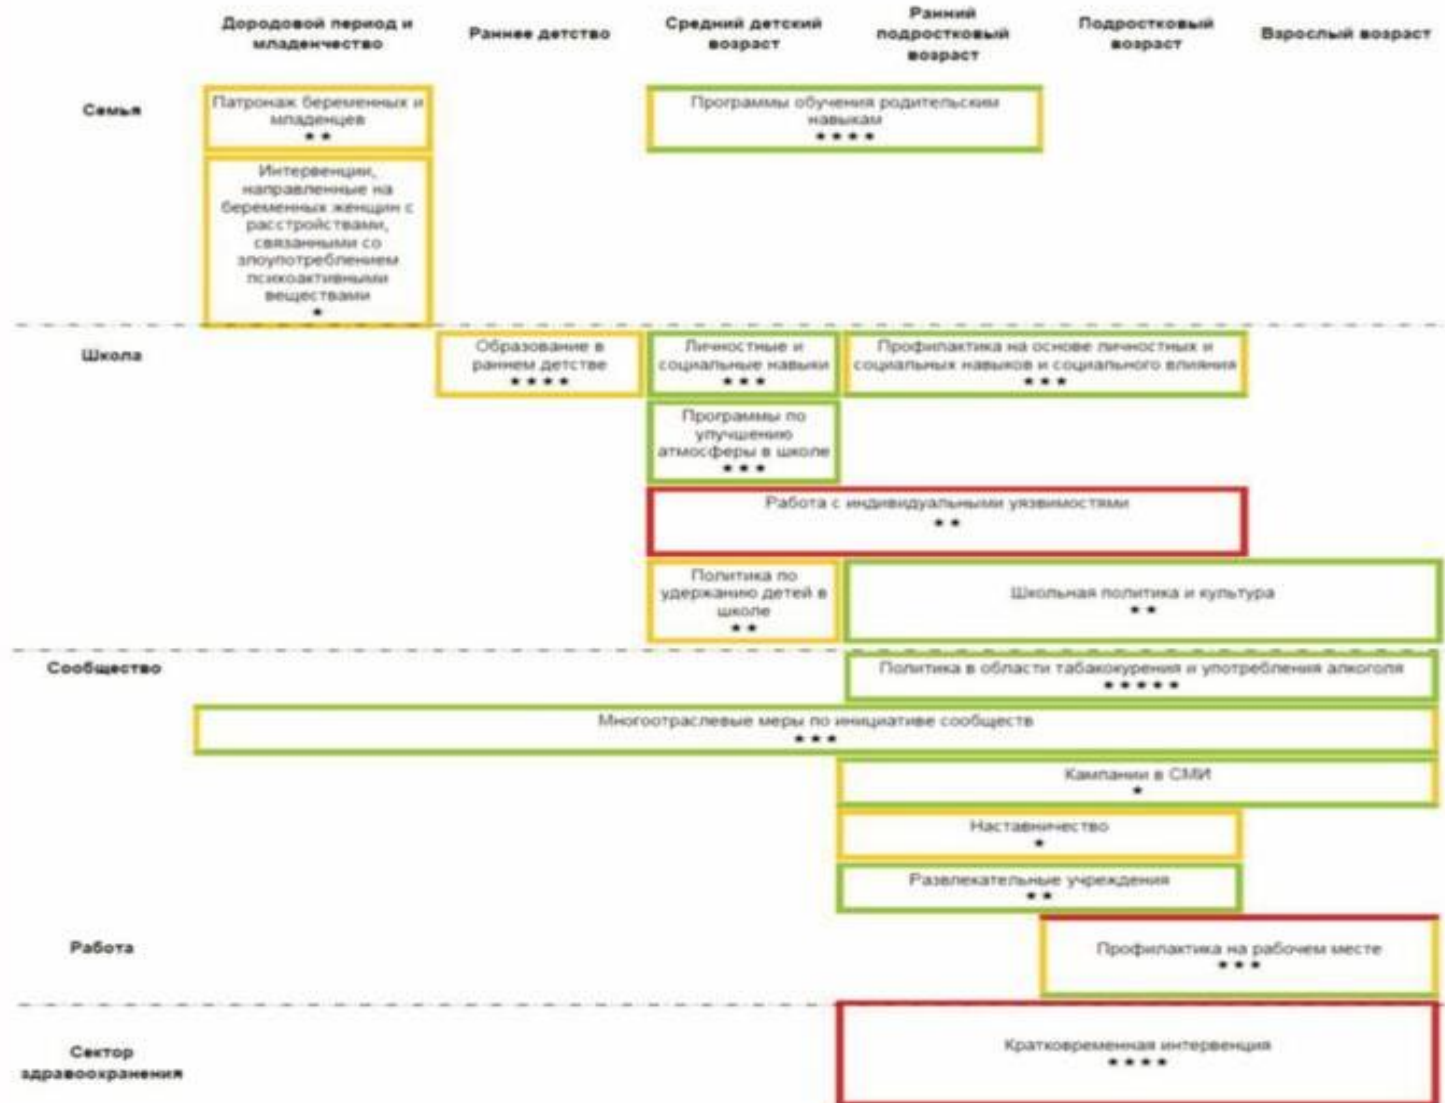 Дородовой период и
младенчество
Раннее детство
Средний детский
возраст
Ранний
подростковый
возраст
Подростковый
возраст
Взрослый возраст
Семья
Патронаж беременных и
младенцев
★ ★
Программы обучения родительским
навыкам
★ ★ ★ ★
Интервенции,
направленные на
беременных женщин с
расстройствами,
связанными со
злоупотреблением
психоактивными
веществами
★
Школа
Образование в
раннем детстве
★ ★ ★ ★
Личностные и
социальные навыки
★ ★ ★
Профилактика на основе личностных и
социальных навыков и социального влияния
★ ★ ★
Программы по
улучшению
атмосферы в школе
★ ★ ★
Работа с индивидуальными уязвимостями
★ ★
Политика по
удержанию детей в
школе
★ ★
Школьная политика и культура
★ ★
Сообщество
Политика в области табакокурения и употребления алкоголя
★ ★ ★ ★ ★
Многоотраслевые меры по инициативе сообществ
★ ★ ★
Кампании в СМИ
★
Наставничество
★
Развлекательные учреждения
★ ★
Работа
Профилактика на рабочем месте
★ ★ ★
Сектор
здравоохранения
Кратковременная интервенция
★ ★ ★ ★